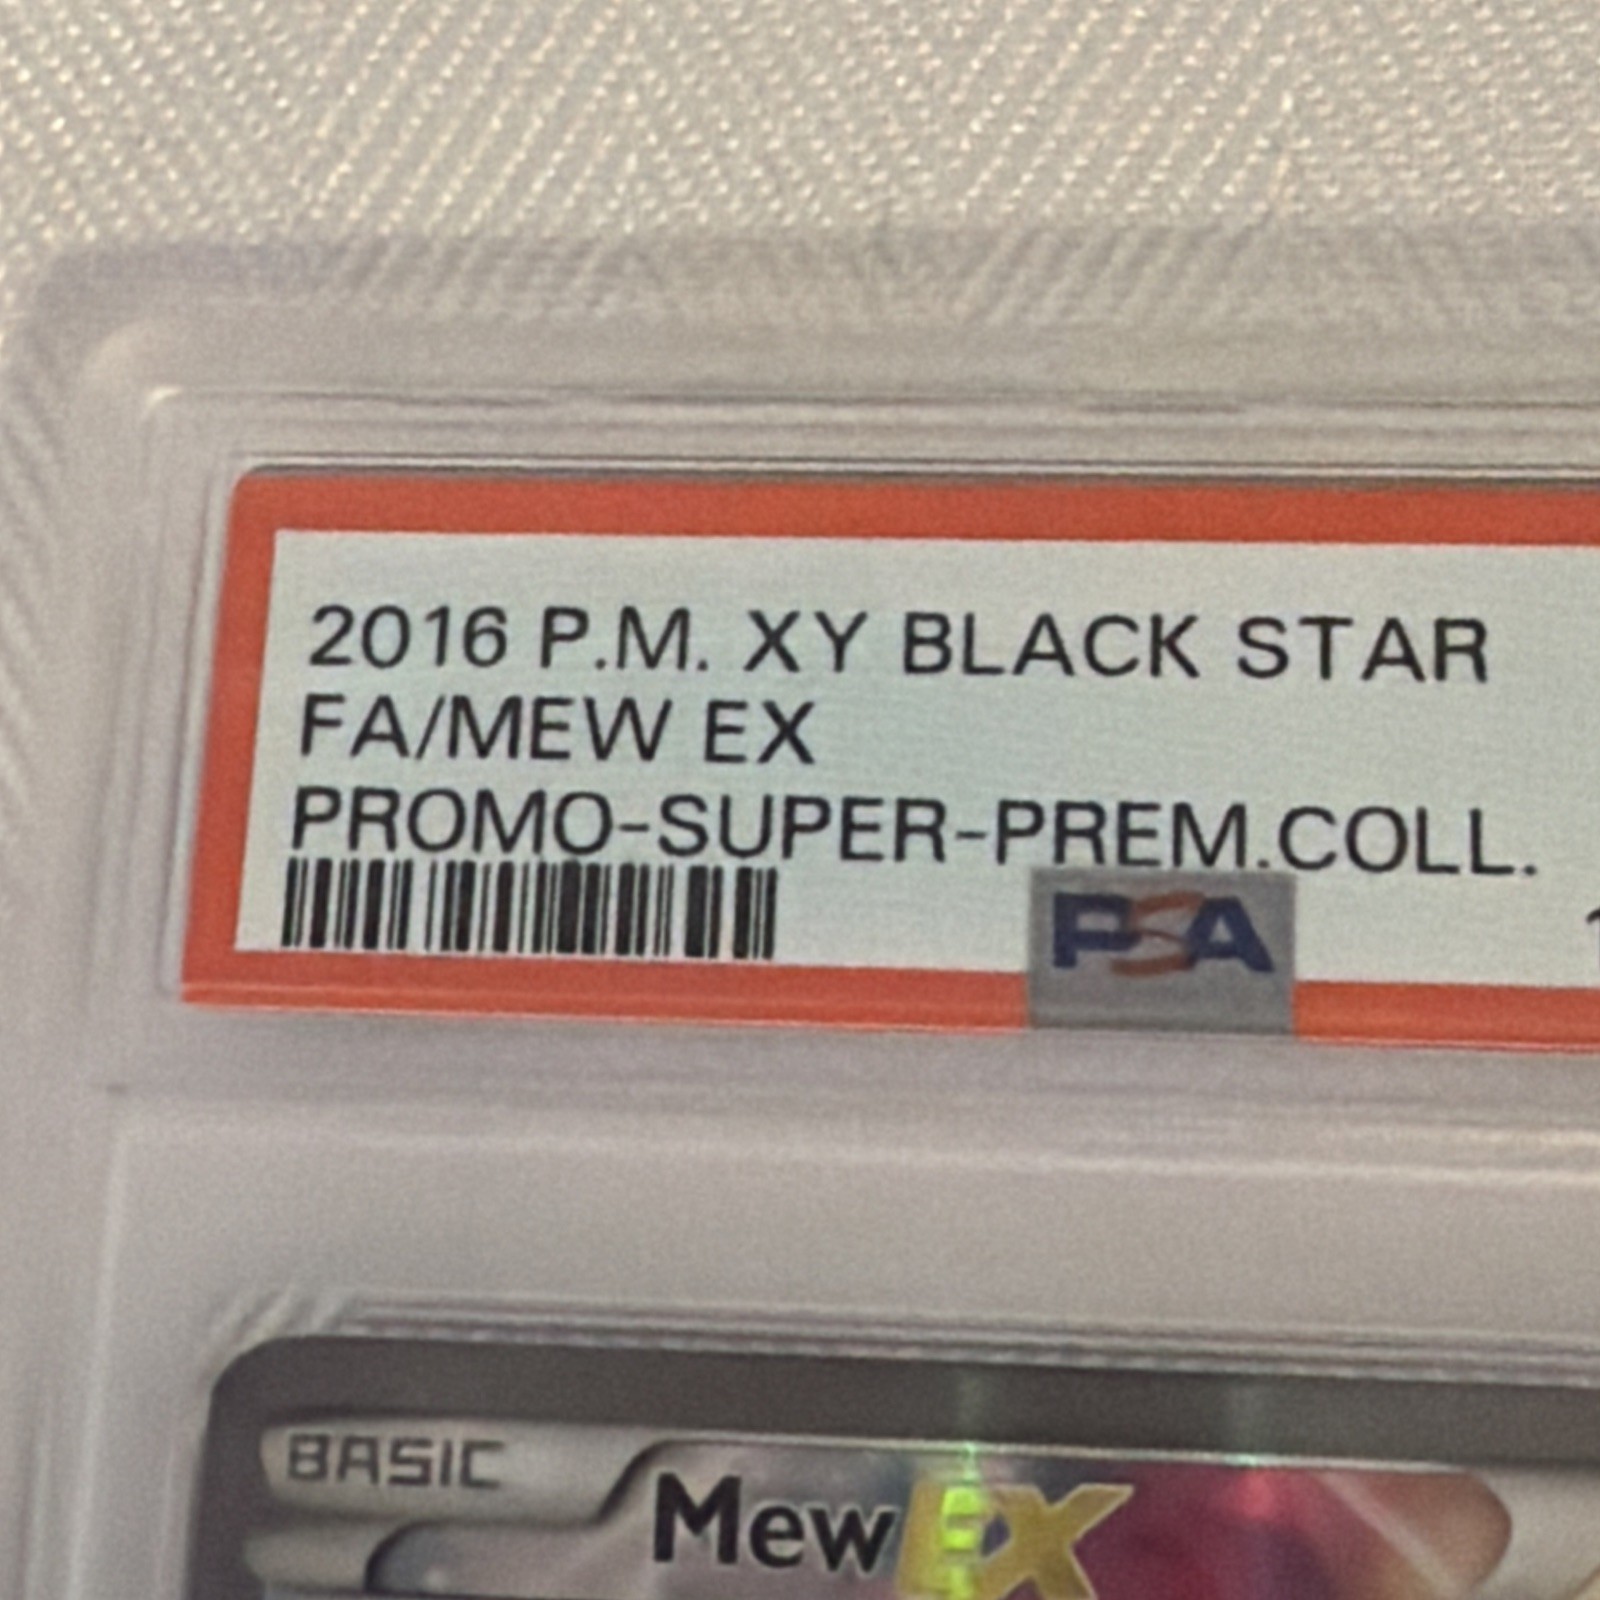 2016 P.M. XY BLACK STAR
FA/MEW EX
PROMO-SUPER-PREM.COLL.
PSA
BASIC
Mew EX